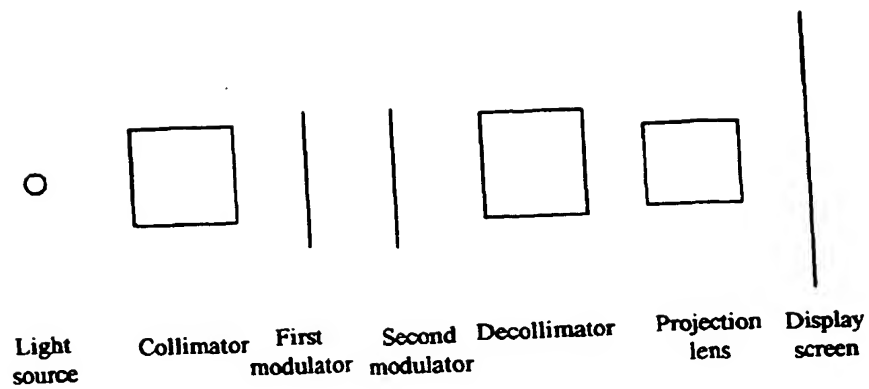 Light
source
Collimator
First
modulator
Second
modulator
Decollimator
Projection
lens
Display
screen